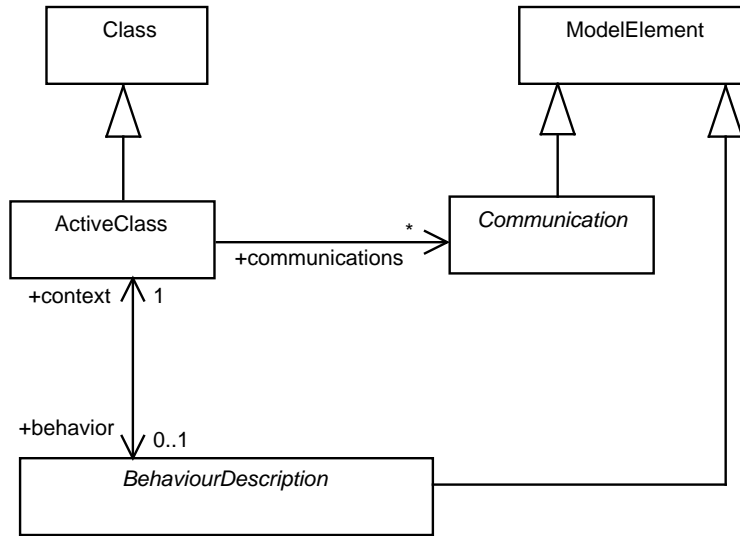 Class
ModelElement
ActiveClass
Communication
*
+communications
+context
1
+behavior
0..1
BehaviourDescription